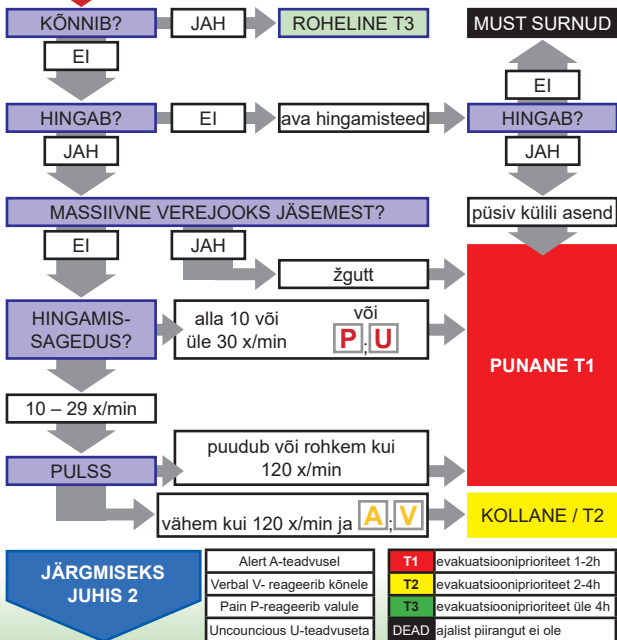 KÕNNIB? JAH ROHELINE T3 MUST SURNUD
EI
EI
HINGAB? EI ava hingamisteed HINGAB?
JAH
JAH
MASSIIVNE VEREJOOKS JÄSEMEST? püsiv külili asend
EI JAH
žgutt
HINGAMIS-
SAGEDUS?
alla 10 või
üle 30 x/min
või
P;U
PUNANE T1
10 – 29 x/min
puudub või rohkem kui
120 x/min
PULSS
vähem kui 120 x/min ja A;V KOLLANE / T2
JÄRGMISEKS
JUHIS 2
Alert A-teadvusel
Verbal V- reageerib kõnele
Pain P-reageerib valule
Uncouncious U-teadvuseta
T1 evakuatsiooniprioriteet 1-2h
T2 evakuatsiooniprioriteet 2-4h
T3 evakuatsiooniprioriteet üle 4h
DEAD ajalist piirangut ei ole